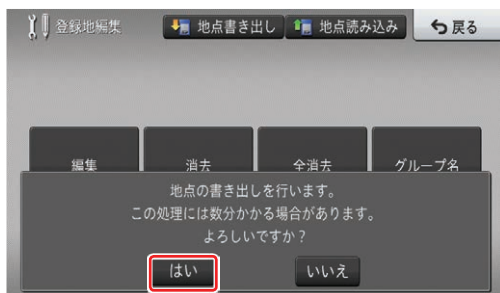 登録地編集 地点書き出し 地点読み込み 戻る
編集 消去 全消去 グループ名
地点の書き出しを行います。
この処理には数分かかる場合があります。
よろしいですか？
はい いいえ